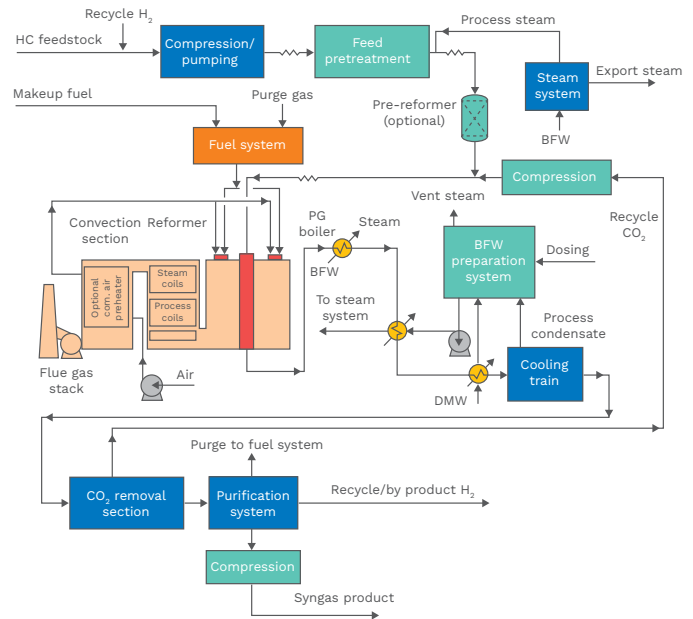 Recycle H₂
HC feedstock
Compression/
pumping
Feed
pretreatment
Process steam
Steam
system
Export steam
BFW
Makeup fuel
Purge gas
Fuel system
Pre-reformer
(optional)
Compression
Recycle
CO₂
Vent steam
Convection
section
Reformer
PG
boiler
Steam
BFW
BFW
preparation
system
Dosing
Optional
com. air
preheater
Steam
coils
Process
coils
To steam
system
Process
condensate
Flue gas
stack
Air
DMW
Cooling
train
Purge to fuel system
CO₂ removal
section
Purification
system
Recycle/by product H₂
Compression
Syngas product